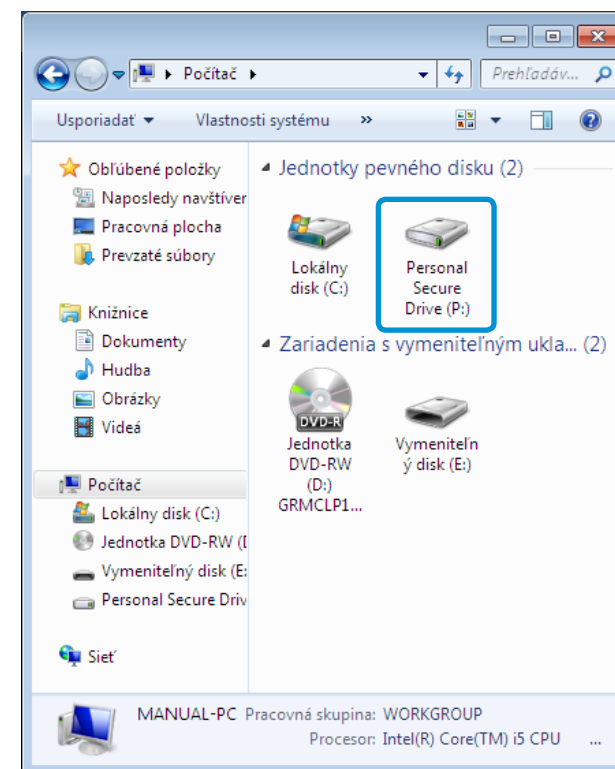 Počítač
Prehľadáv...
Usporiadať
Vlastnosti systému »
Obľúbené položky
Naposledy navštíver
Pracovná plocha
Prevzaté súbory
Knižnice
Dokumenty
Hudba
Obrázky
Videá
Počítač
Lokálny disk (C:)
Jednotka DVD-RW (D
Vymeniteľný disk (E:
Personal Secure Driv
Sieť
Jednotky pevného disku (2)
Lokálny
disk (C:)
Personal
Secure
Drive (P:)
Zariadenia s vymeniteľným ukla... (2)
DVD-R
Jednotka
DVD-RW
(D:)
GRMCLP1...
Vymeniteľn
ý disk (E:)
MANUAL-PC Pracovná skupina: WORKGROUP
Procesor: Intel(R) Core(TM) i5 CPU ...